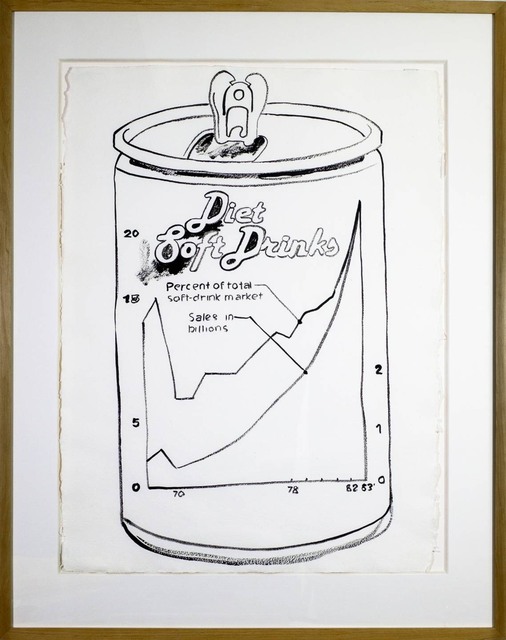 Diet
Soft Drinks
20
Percent of total
soft-drink market
15
Sales in
billions
2
5
1
0
0
70
78
82 83'